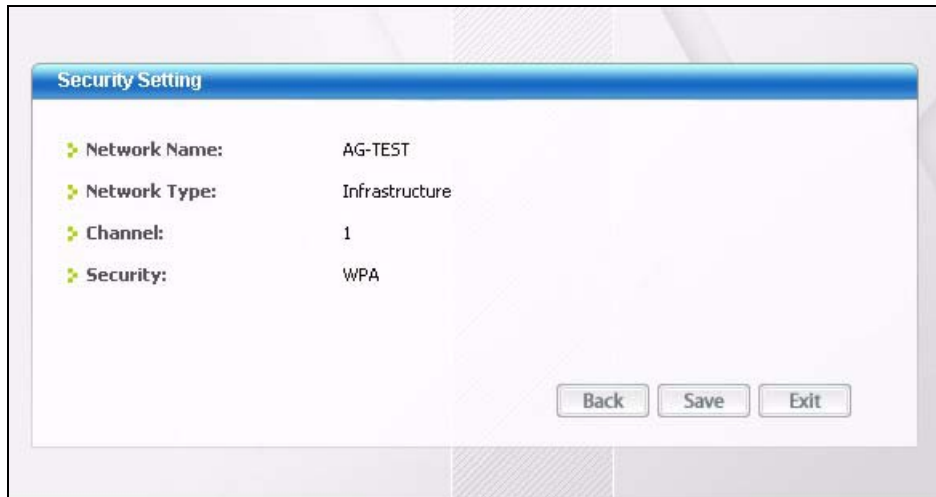 Security Setting
Network Name: AG-TEST
Network Type: Infrastructure
Channel: 1
Security: WPA
Back Save Exit